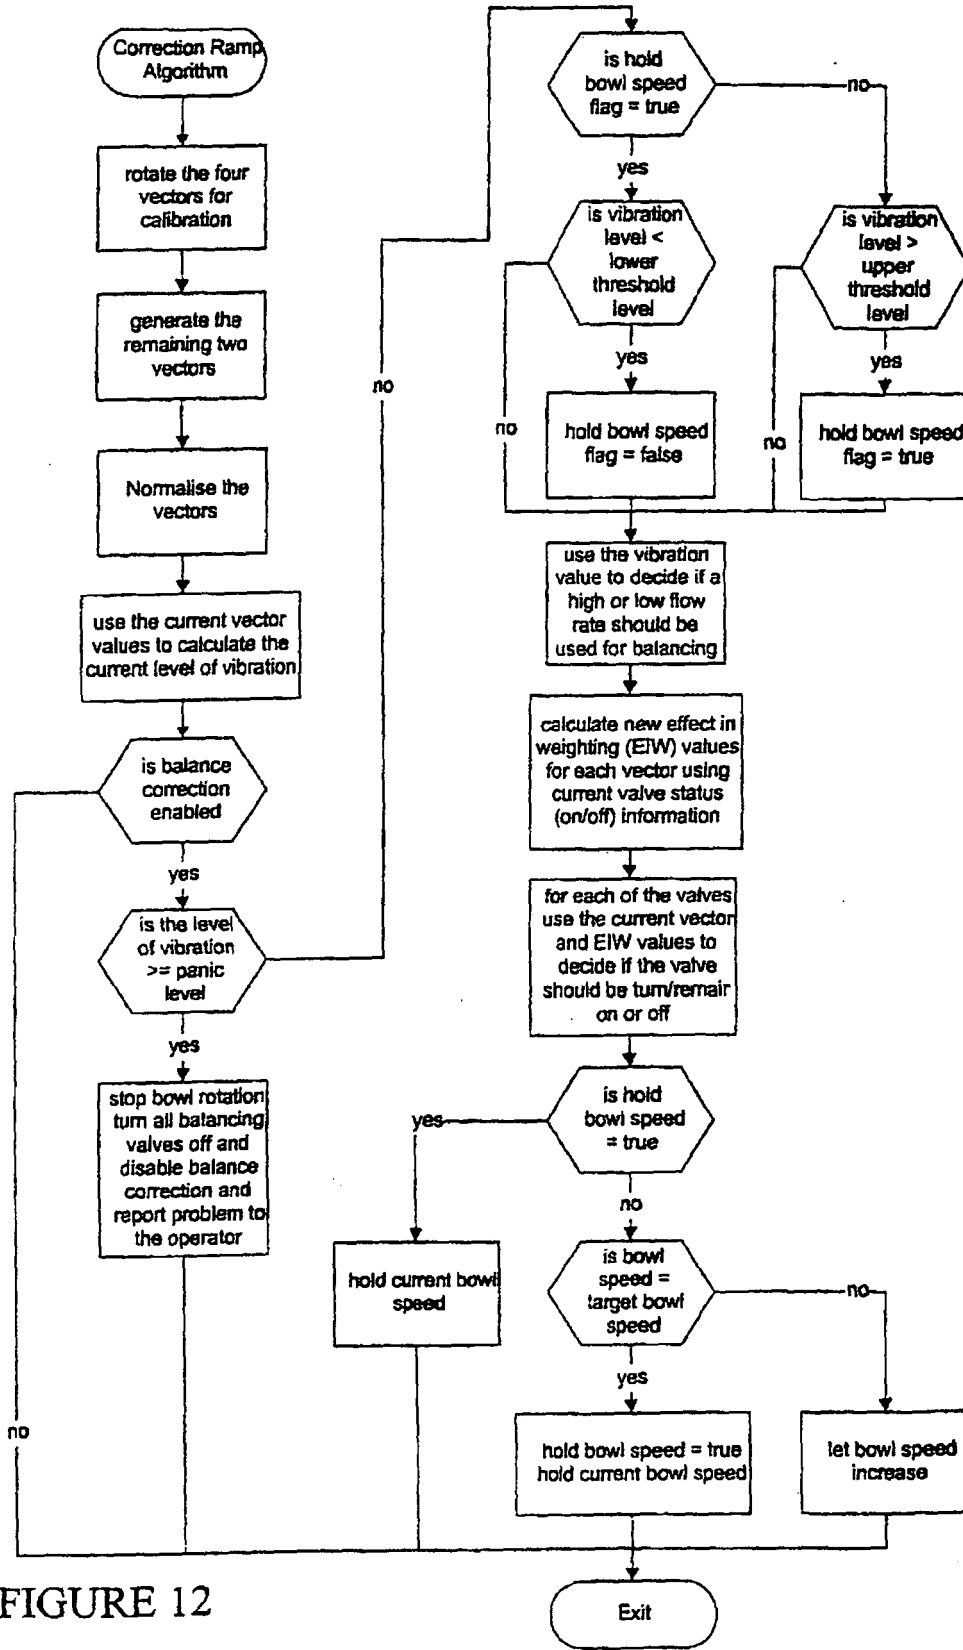 Correction Ramp
Algorithm
rotate the four
vectors for
calibration
generate the
remaining two
vectors
Normalise the
vectors
use the current vector
values to calculate the
current level of vibration
is balance
correction
enabled
yes
is the level
of vibration
>= panic
level
yes
stop bowl rotation
turn all balancing
valves off and
disable balance
correction and
report problem to
the operator
no
no
is hold
bowl speed
flag = true
no
yes
is vibration
level <
lower
threshold
level
is vibration
level >
upper
threshold
level
yes
yes
no
hold bowl speed
flag = false
no
hold bowl speed
flag = true
use the vibration
value to decide if a
high or low flow
rate should be
used for balancing
calculate new effect in
weighting (EIW) values
for each vector using
current valve status
(on/off) information
for each of the valves
use the current vector
and EIW values to
decide if the valve
should be turn/remair
on or off
is hold
bowl speed
= true
yes
no
hold current bowl
speed
is bowl
speed =
target bowl
speed
no
yes
hold bowl speed = true
hold current bowl speed
let bowl speed
increase
Exit
FIGURE 12